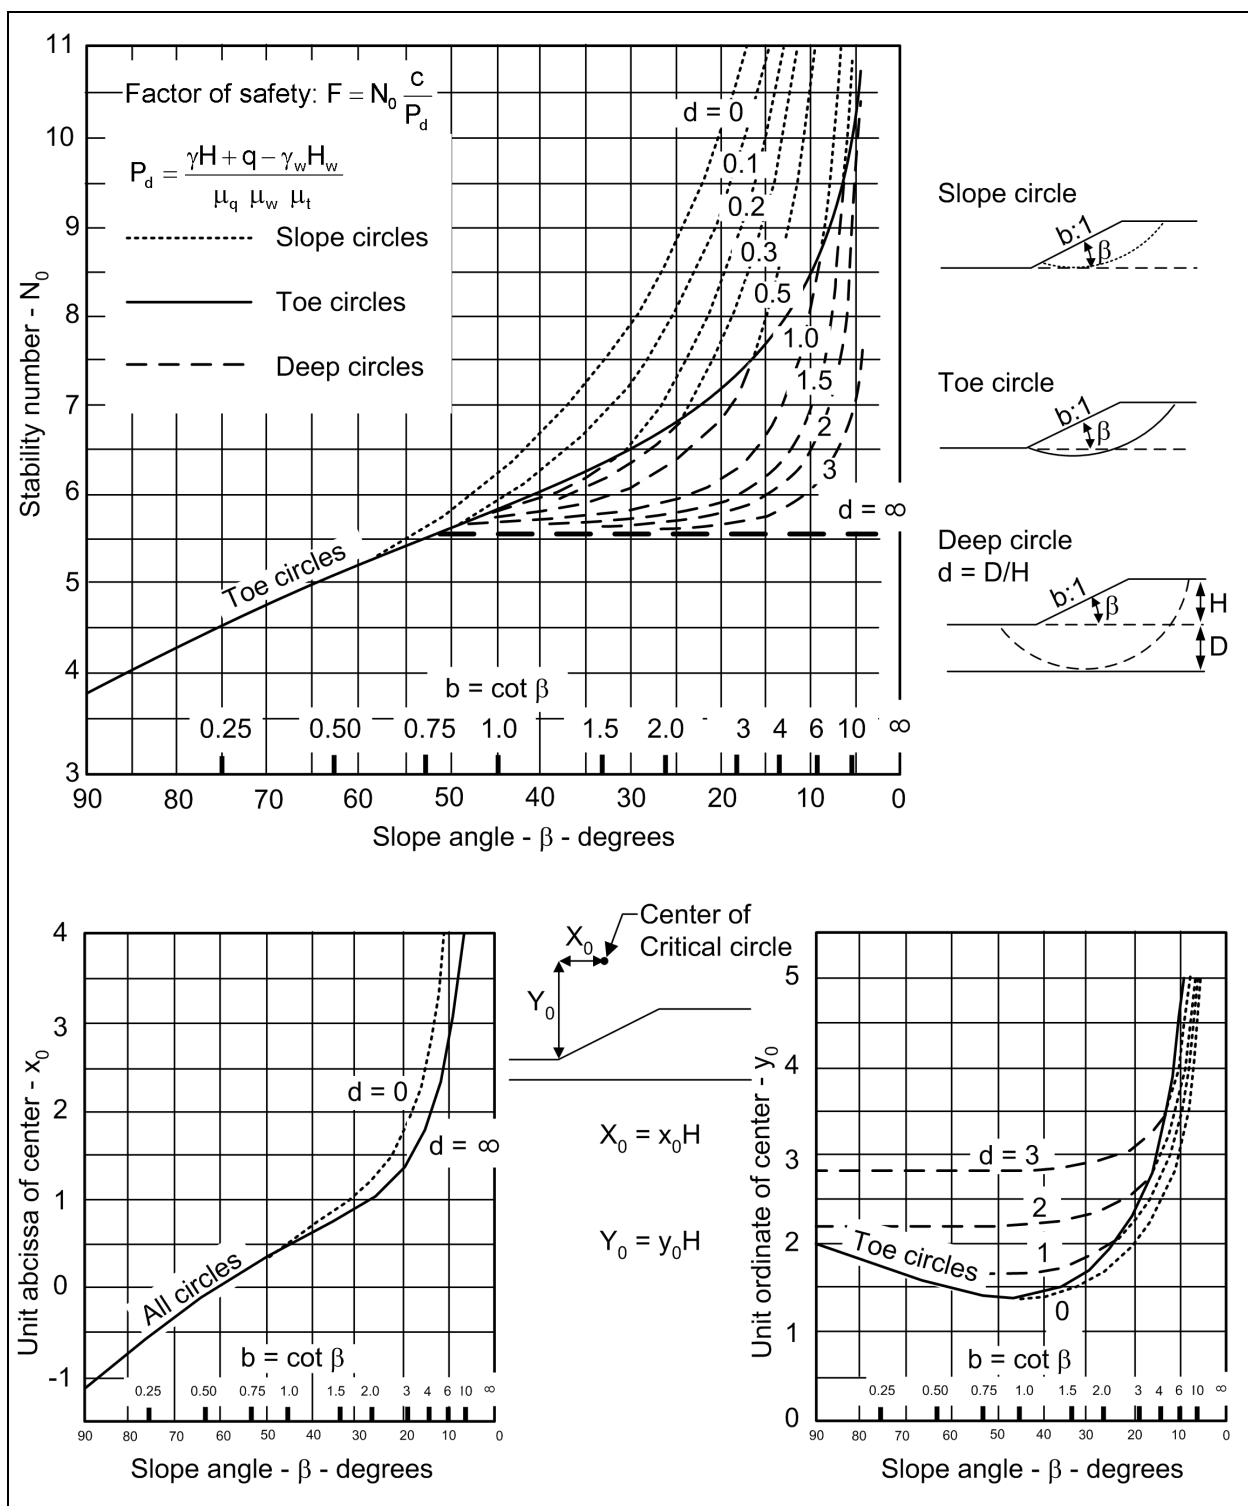 11
10
9
8
7
6
5
4
3
Stability number - N₀
Factor of safety: F = N₀ c/P_d
P_d = (γH + q − γ_wH_w)/(μ_q μ_w μ_t)
Slope circles
Toe circles
Deep circles
d = 0
0.1
0.2
0.3
0.5
1.0
1.5
2
3
d = ∞
Toe circles
b = cot β
0.25 0.50 0.75 1.0 1.5 2.0 3 4 6 10 ∞
90 80 70 60 50 40 30 20 10 0
Slope angle - β - degrees
Slope circle
b:1
β
Toe circle
b:1
β
Deep circle
d = D/H
b:1
β
H
D
4
3
2
1
0
-1
Unit abcissa of center - x₀
d = 0
d = ∞
All circles
b = cot β
0.25 0.50 0.75 1.0 1.5 2.0 3 4 6 10 ∞
90 80 70 60 50 40 30 20 10 0
Slope angle - β - degrees
Center of
Critical circle
X₀
Y₀
X₀ = x₀H
Y₀ = y₀H
5
4
3
2
1
0
Unit ordinate of center - y₀
d = 3
2
1
0
Toe circles
b = cot β
0.25 0.50 0.75 1.0 1.5 2.0 3 4 6 10 ∞
90 80 70 60 50 40 30 20 10 0
Slope angle - β - degrees